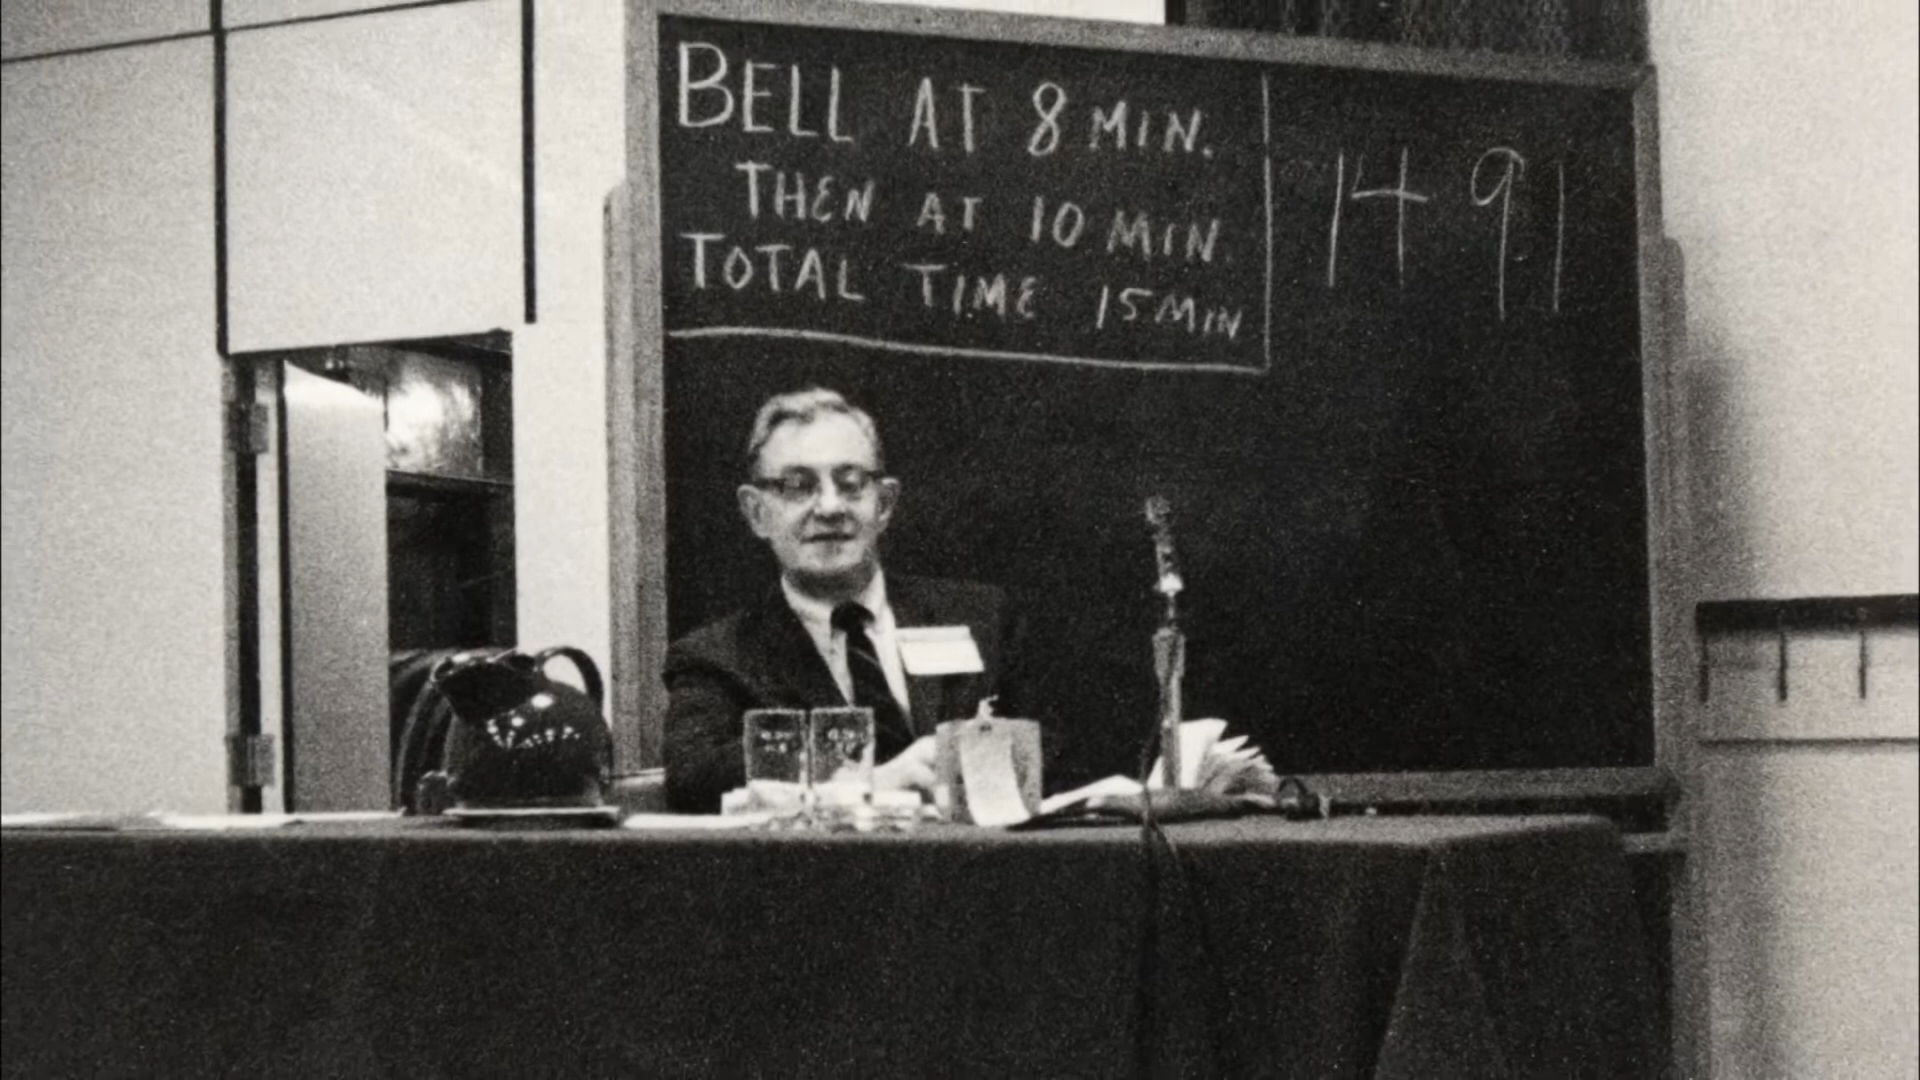 BELL AT 8 MIN.
THEN AT 10 MIN.
TOTAL TIME 15 MIN
1491